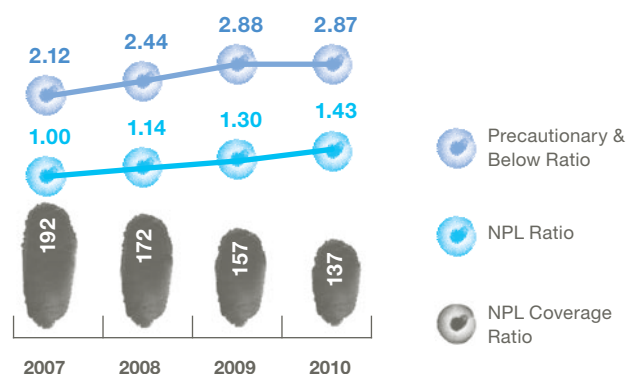 2.12 2.44 2.88 2.87
1.00 1.14 1.30 1.43
192 172 157 137
2007 2008 2009 2010
Precautionary &
Below Ratio
NPL Ratio
NPL Coverage
Ratio